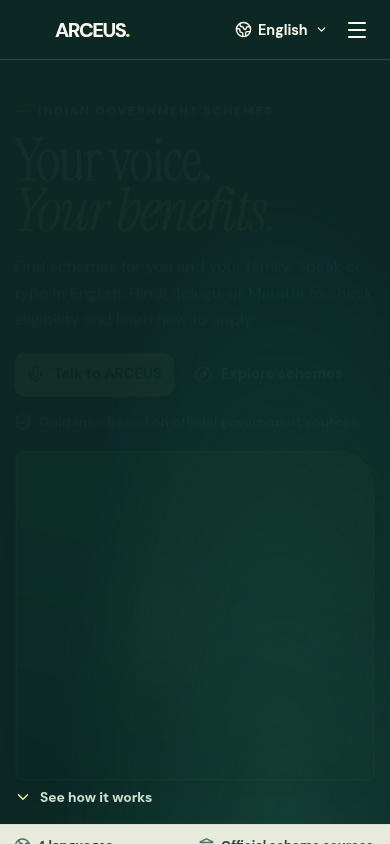 ARCEUS.
English
— INDIAN GOVERNMENT SCHEMES
Your voice.
Your benefits.
Find schemes for you and your family. Speak or
type in English, Hindi, Telugu or Marathi to check
eligibility and learn how to apply.
Talk to ARCEUS
Explore schemes
Guidance based on official government sources
See how it works
4 languages
Official scheme sources